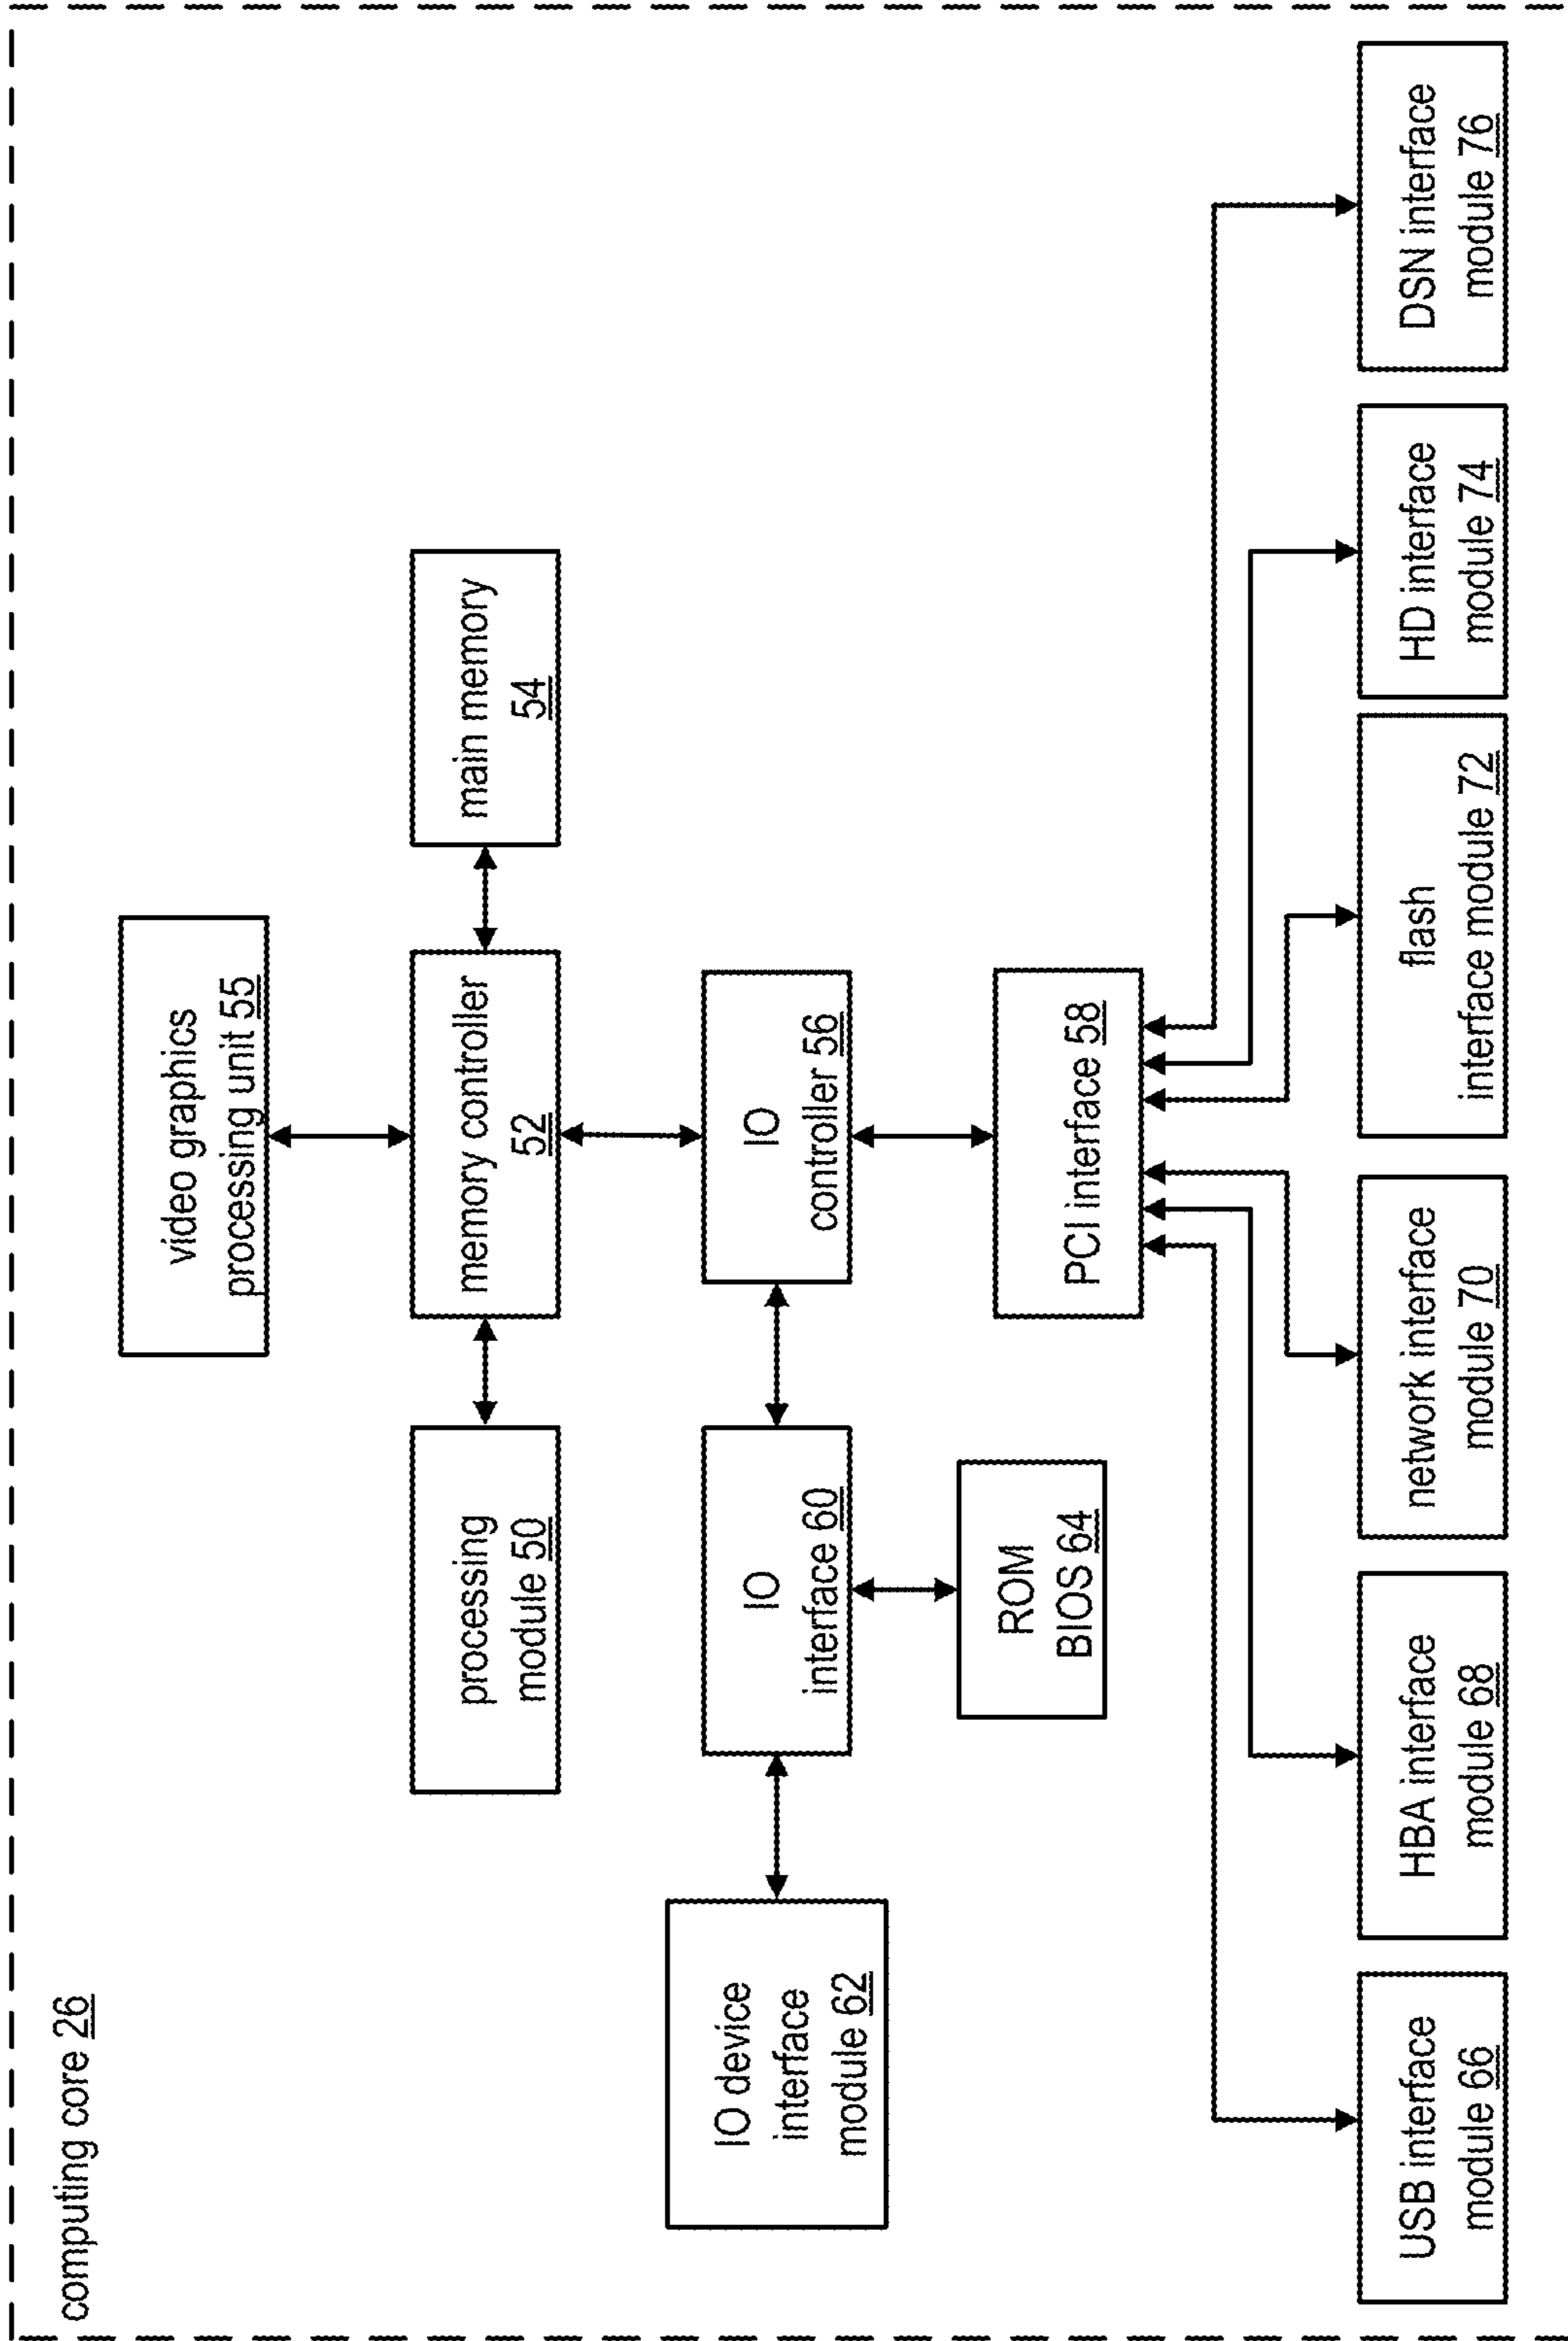 computing core 26
video graphics
processing unit 55
processing
module 50
memory controller
52
main memory
54
IO device
interface
module 62
IO
interface 60
IO
controller 56
ROM
BIOS 64
PCI interface 58
USB interface
module 66
HBA interface
module 68
network interface
module 70
flash
interface module 72
HD interface
module 74
DSN interface
module 76